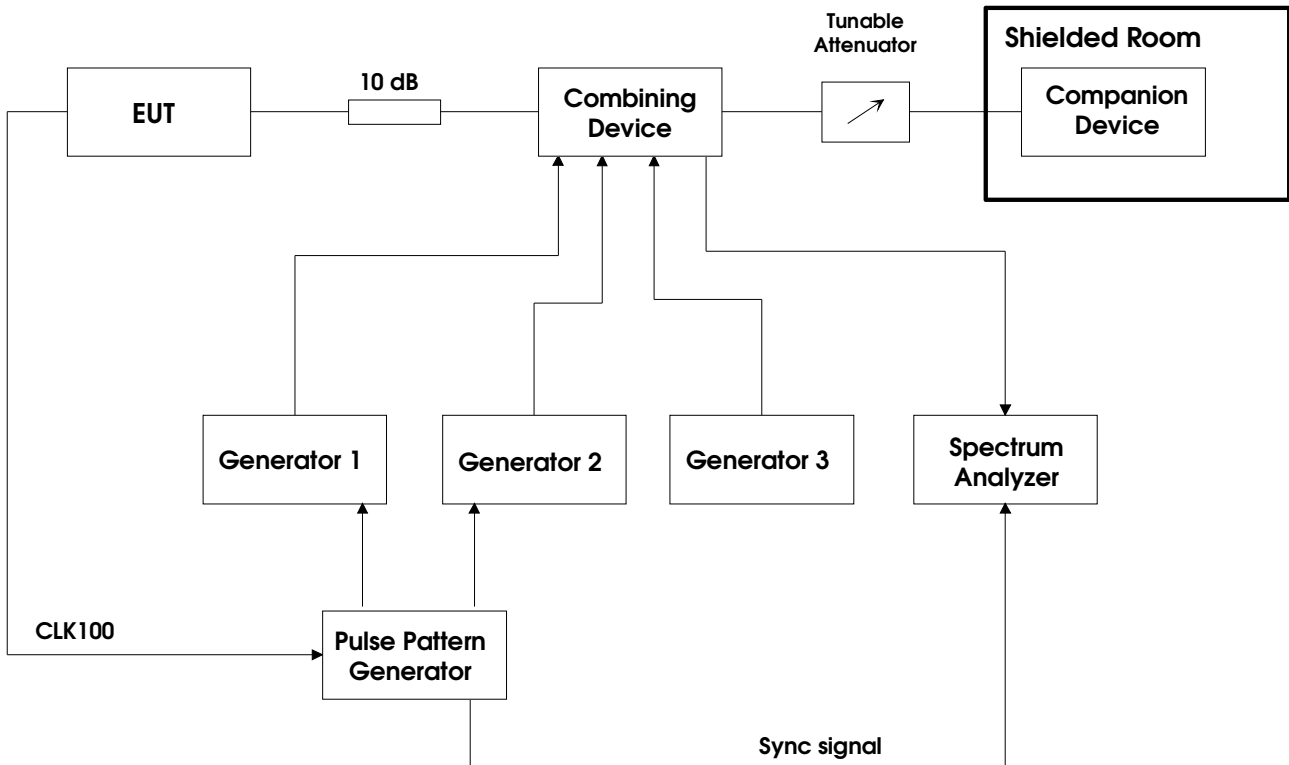 Tunable
Attenuator
Shielded Room
10 dB
EUT
Combining
Device
Companion
Device
Generator 1
Generator 2
Generator 3
Spectrum
Analyzer
CLK100
Pulse Pattern
Generator
Sync signal